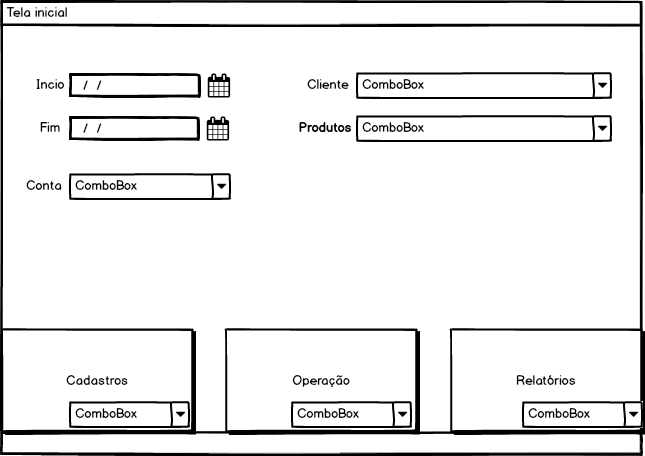 Tela inicial
Incio / /
Cliente ComboBox
Fim / /
Produtos ComboBox
Conta ComboBox
Cadastros
ComboBox
Operação
ComboBox
Relatórios
ComboBox